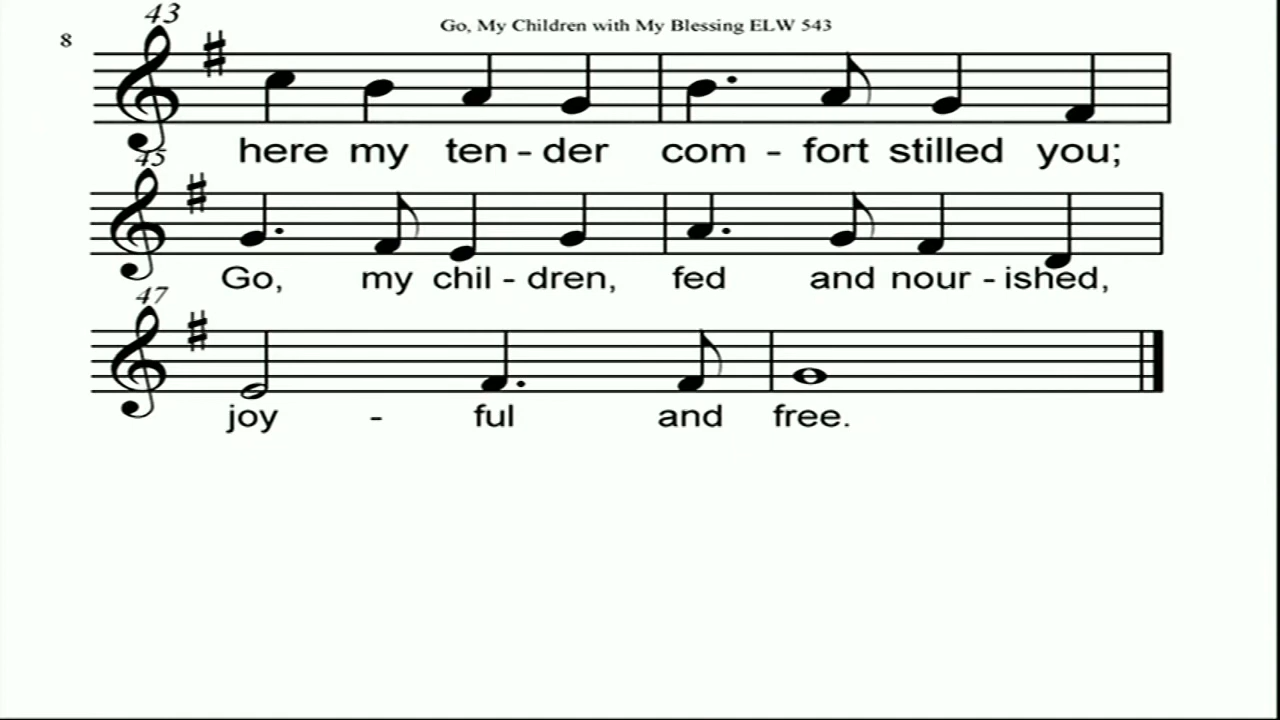 43
Go, My Children with My Blessing ELW 543
8
here my ten - der com - fort stilled you;
45
Go, my chil - dren, fed and nour - ished,
47
joy - ful and free.